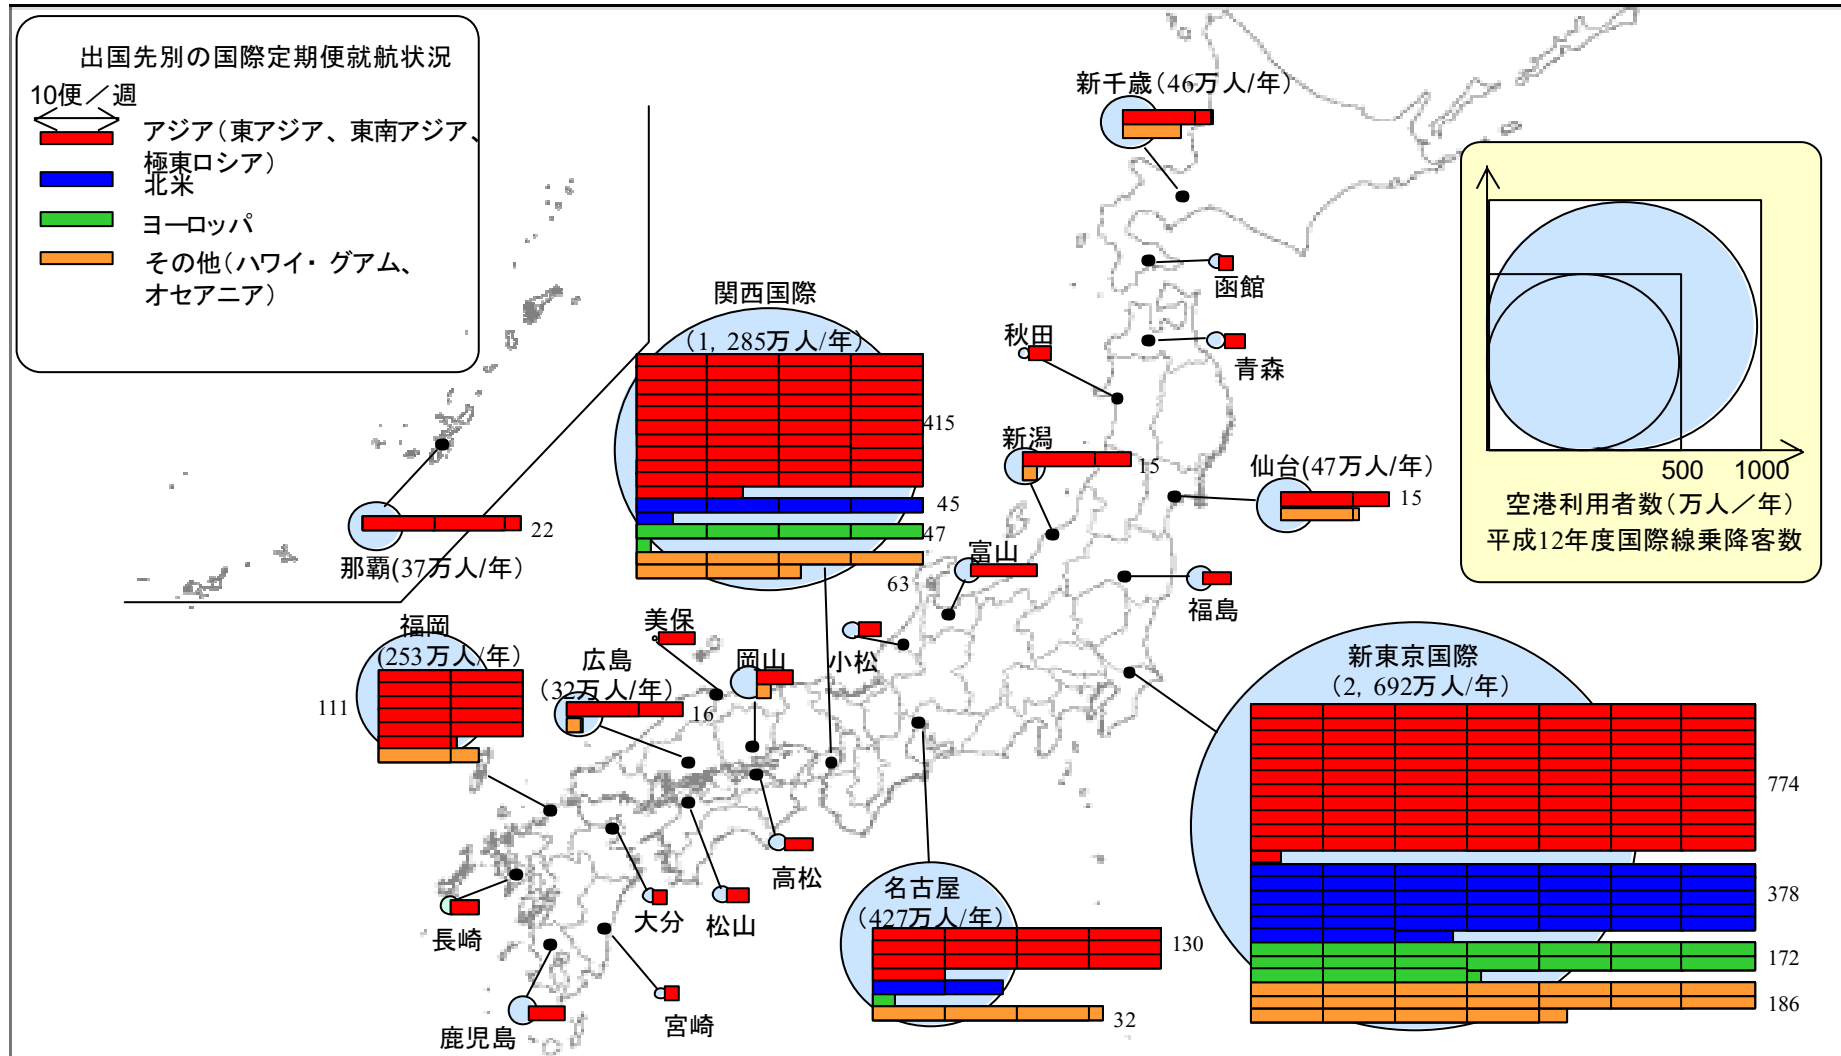 出国先別の国際定期便就航状況
10便／週
アジア（東アジア、東南アジア、
極東ロシア）
北米
ヨーロッパ
その他（ハワイ・グアム、
オセアニア）
新千歳（46万人/年）
函館
青森
秋田
新潟
15
仙台(47万人/年）
15
福島
富山
小松
関西国際
（1，285万人/年）
415
45
47
63
那覇(37万人/年）
22
福岡
(253万人/年）
111
美保
広島
（32万人/年）
16
岡山
高松
松山
大分
長崎
宮崎
鹿児島
名古屋
（427万人/年）
130
32
新東京国際
（2，692万人/年）
774
378
172
186
500
1000
空港利用者数（万人／年）
平成12年度国際線乗降客数